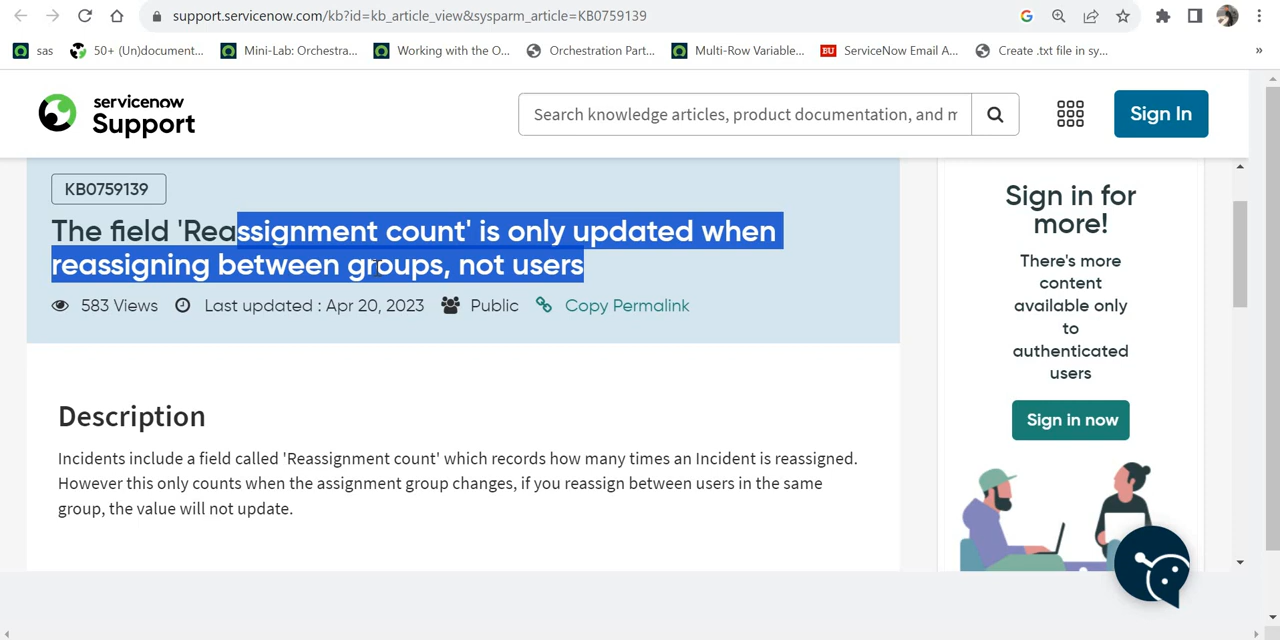 support.servicenow.com/kb?id=kb_article_view&sysparm_article=KB0759139
sas
50+ (Un)document...
Mini-Lab: Orchestra...
Working with the O...
Orchestration Part...
Multi-Row Variable...
BU
ServiceNow Email A...
Create .txt file in sy...
»
servicenow
Support
Search knowledge articles, product documentation, and m
Sign In
KB0759139
The field 'Reassignment count' is only updated when
reassigning between groups, not users
583 Views
Last updated : Apr 20, 2023
Public
Copy Permalink
Description
Incidents include a field called 'Reassignment count' which records how many times an Incident is reassigned.
However this only counts when the assignment group changes, if you reassign between users in the same
group, the value will not update.
Sign in for
more!
There's more
content
available only
to
authenticated
users
Sign in now